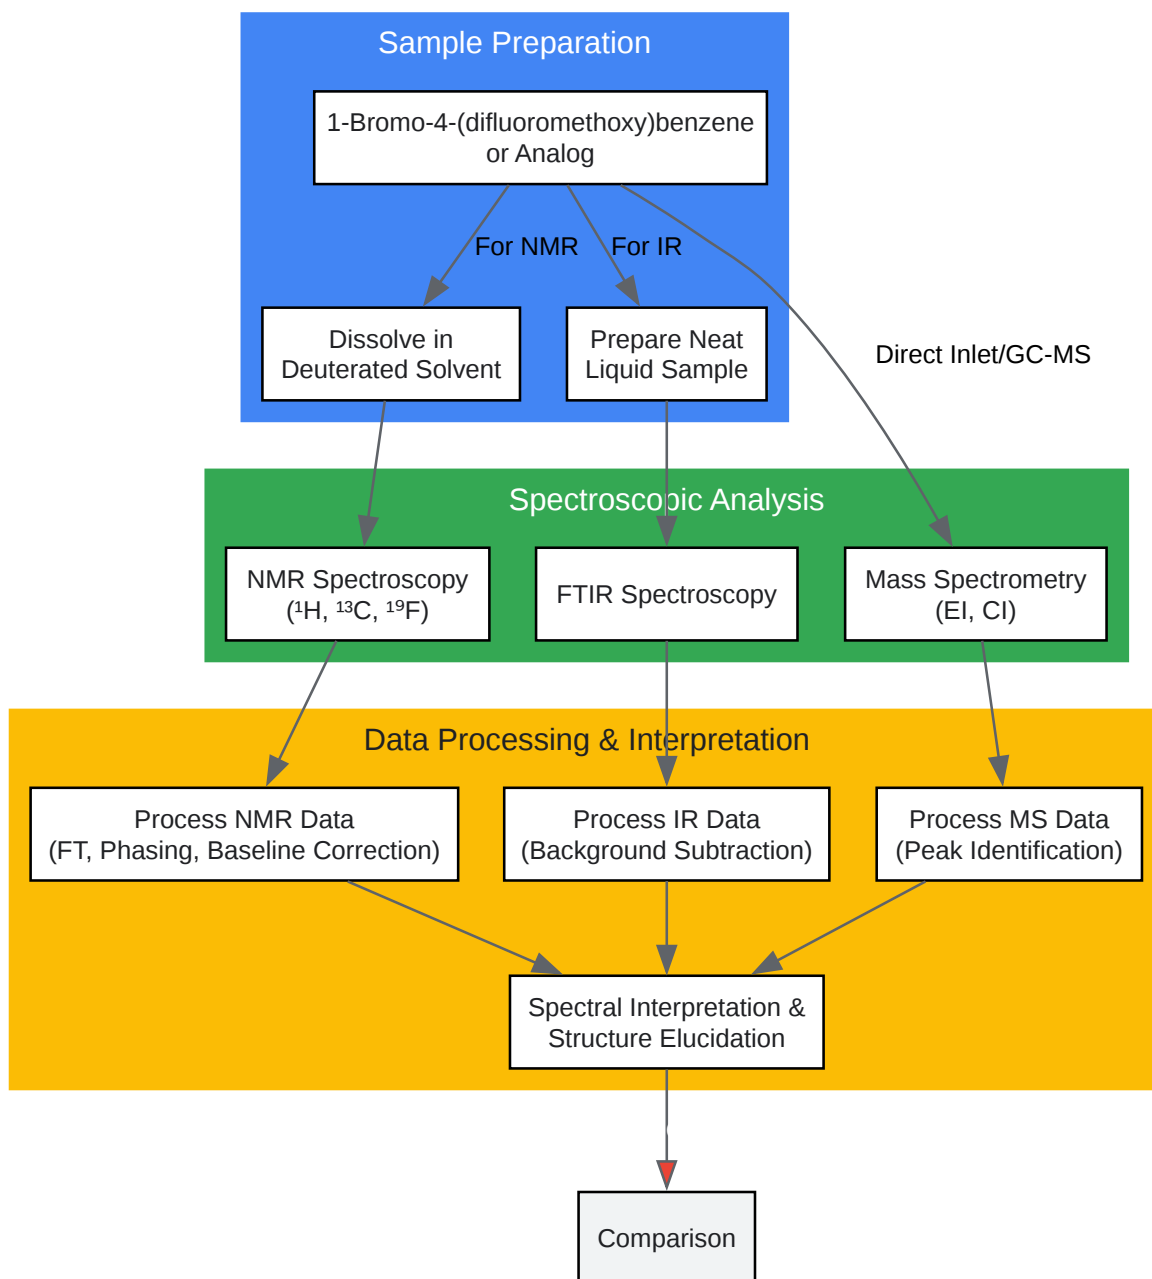 Sample Preparation
1-Bromo-4-(difluoromethoxy)benzene
or Analog
For NMR
For IR
Dissolve in
Deuterated Solvent
Prepare Neat
Liquid Sample
Direct Inlet/GC-MS
Spectroscopic Analysis
NMR Spectroscopy
(¹H, ¹³C, ¹⁹F)
FTIR Spectroscopy
Mass Spectrometry
(EI, CI)
Data Processing & Interpretation
Process NMR Data
(FT, Phasing, Baseline Correction)
Process IR Data
(Background Subtraction)
Process MS Data
(Peak Identification)
Spectral Interpretation &
Structure Elucidation
Comparison